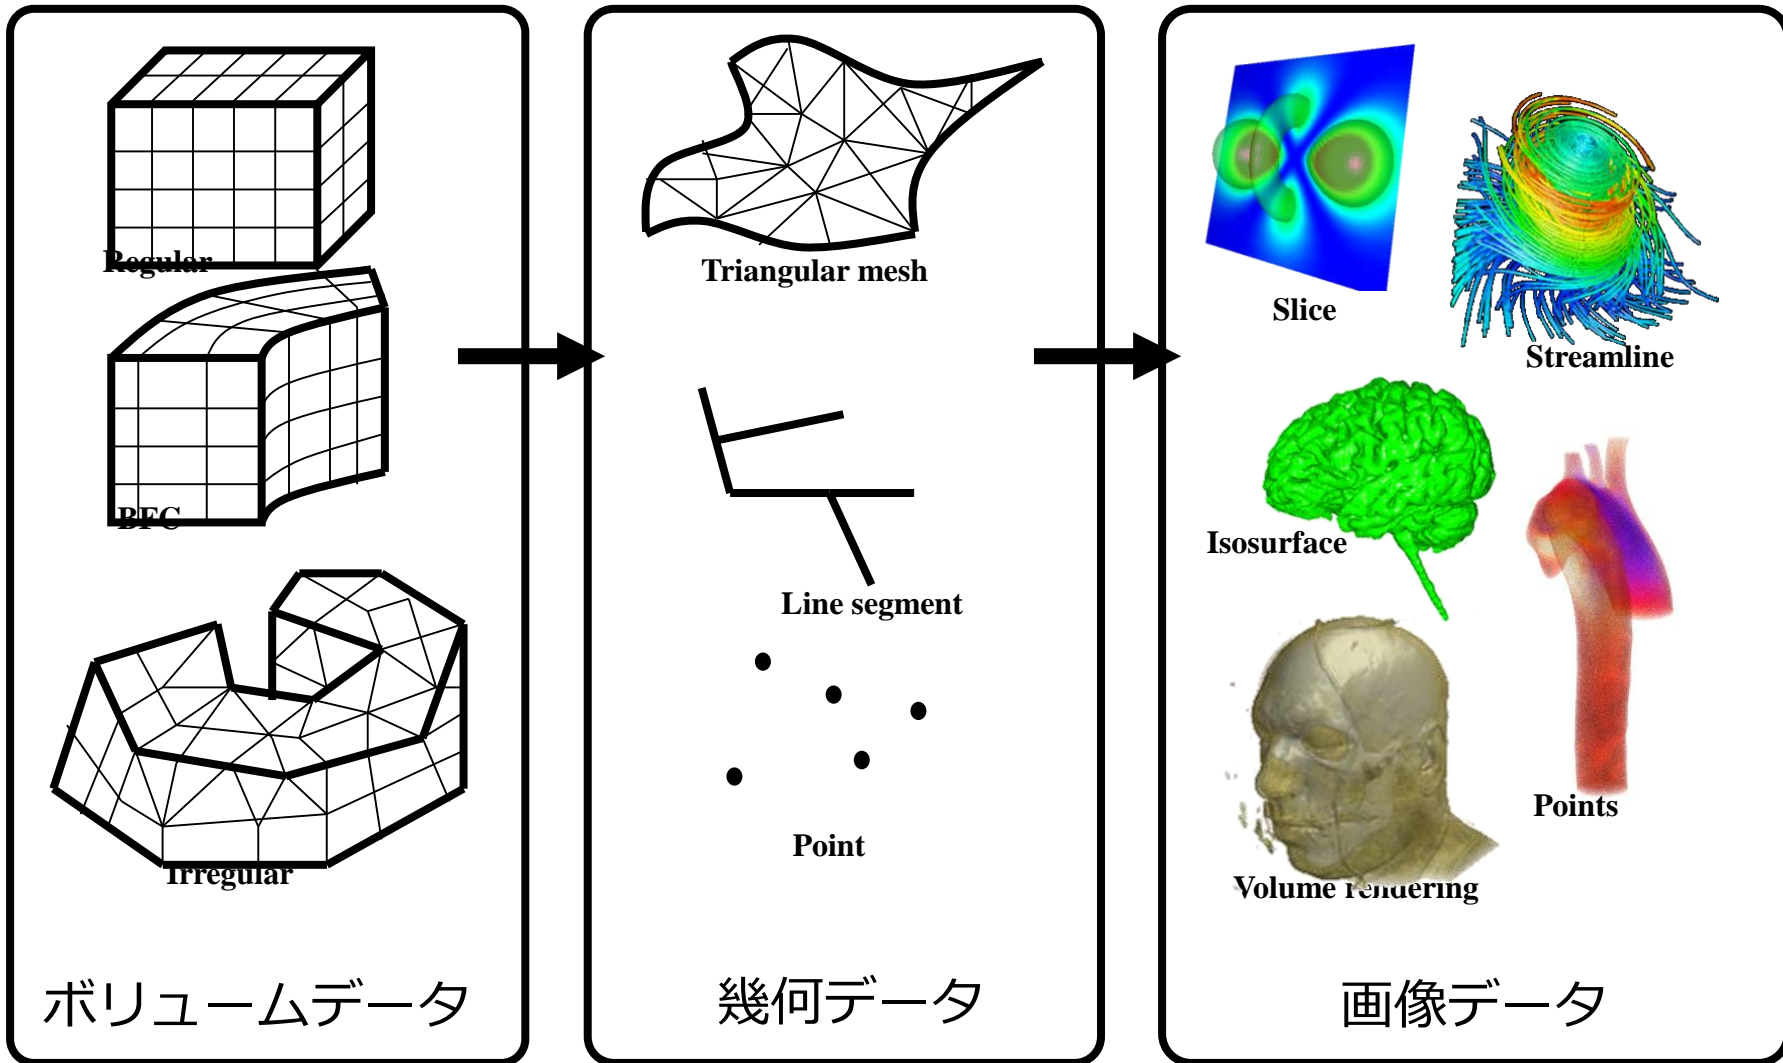 Regular
BFC
Irregular
ボリュームデータ
Triangular mesh
Line segment
Point
幾何データ
Slice
Streamline
Isosurface
Points
Volume rendering
画像データ